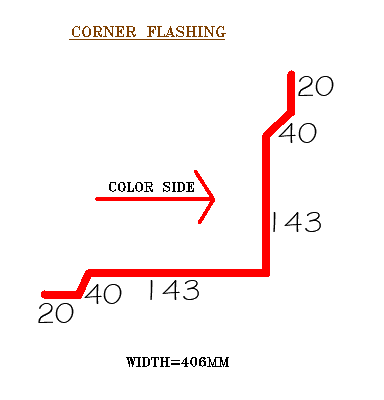 CORNER FLASHING
20
40
COLOR SIDE
143
40
143
20
WIDTH=406MM